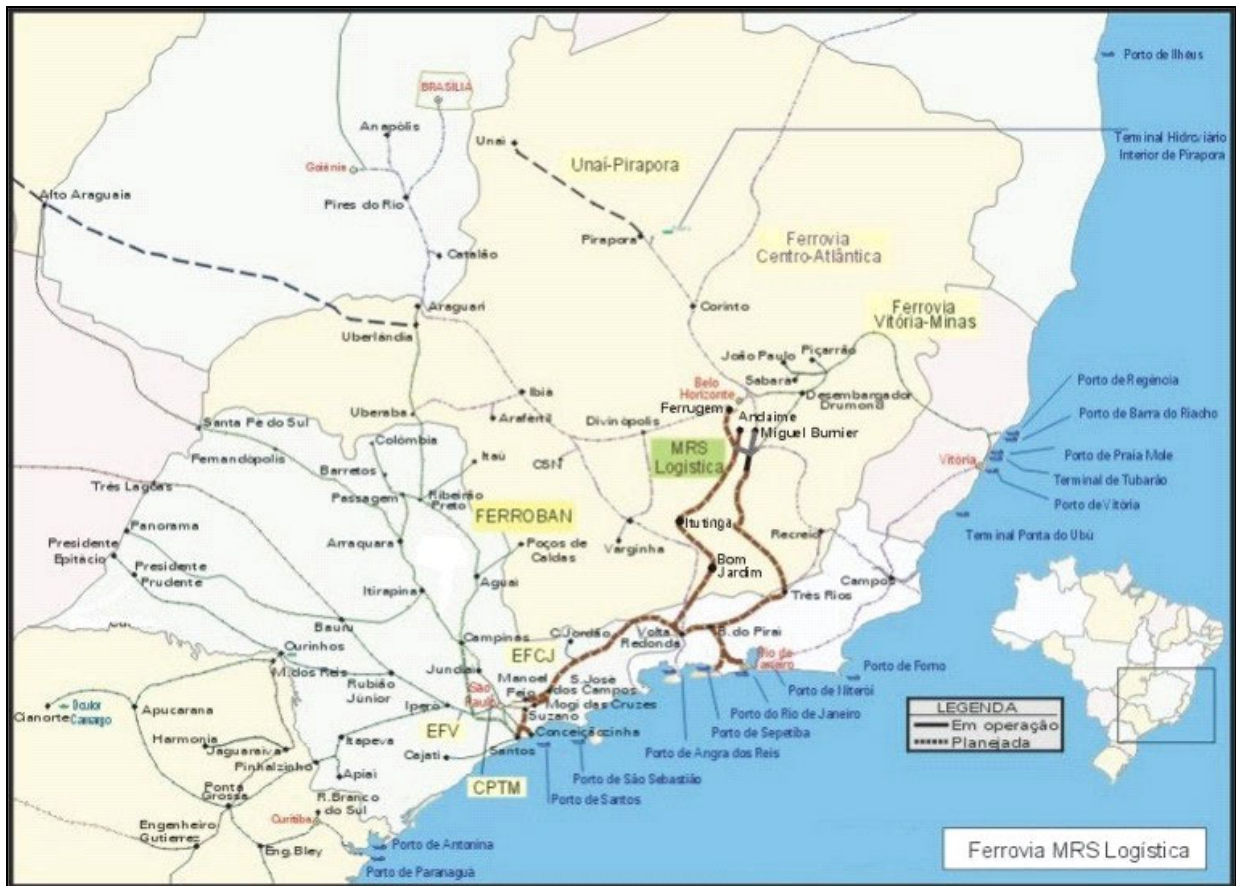 Porto de Ilhéus
BRASÍLIA
Anapólis
Unaí
Terminal Hidroviário
Interior de Pirapora
Goiânia
Unaí-Pirapora
Alto Araguaia
Pires do Rio
Pirapora
Ferrovia
Centro-Atlântica
Catalão
Araguari
Corinto
Ferrovia
Vitória-Minas
Uberlândia
João Paulo
Piçarrão
Sabara
Belo
Horizonte
Ibiá
Desembargador
Drumond
Porto de Regência
Uberaba
Arafértil
Divinópolis
Ferrugem
Andaime
Porto de Barra do Riacho
Santa Fé do Sul
Colômbia
Miguel Burnier
Fernandópolis
Itaú
CSN
MRS
Logística
Vitória
Porto de Praia Mole
Barretos
Terminal de Tubarão
Três Lagoas
Passagem
Ribeirão
Preto
Porto de Vitória
FERROBAN
Panorama
Itutinga
Recreio
Terminal Ponta do Ubú
Presidente
Epitácio
Arraquara
Poços de
Caldas
Varginha
Presidente
Prudente
Bom
Jardim
Itirapina
Aguaí
Campos
Três Rios
Bauru
Campinas
C.Jordão
Volta
Redonda
B. do Piraí
Ourinhos
EFCJ
M.dos Reis
Jundiaí
Rio de
Janeiro
Porto de Forno
Manoel
Feio
S. José
dos Campos
Rubião
Júnior
São
Paulo
Mogi das Cruzes
Porto de Niterói
Cianorte
Apucarana
Iperó
Suzano
Porto do Rio de Janeiro
LEGENDA
Em operação
Planejada
EFV
Conceiçãozinha
Porto de Sepetiba
Harmonia
Itapeva
Santos
Jaguariaíva
Cajati
Porto de Angra dos Reis
Pinhalzinho
Apiaí
Porto de São Sebastião
Ponta
Grossa
CPTM
Porto de Santos
R.Branco
do Sul
Curitiba
Engenheiro
Gutierrez
Eng.Bley
Porto de Antonina
Ferrovia MRS Logística
Porto de Paranaguá